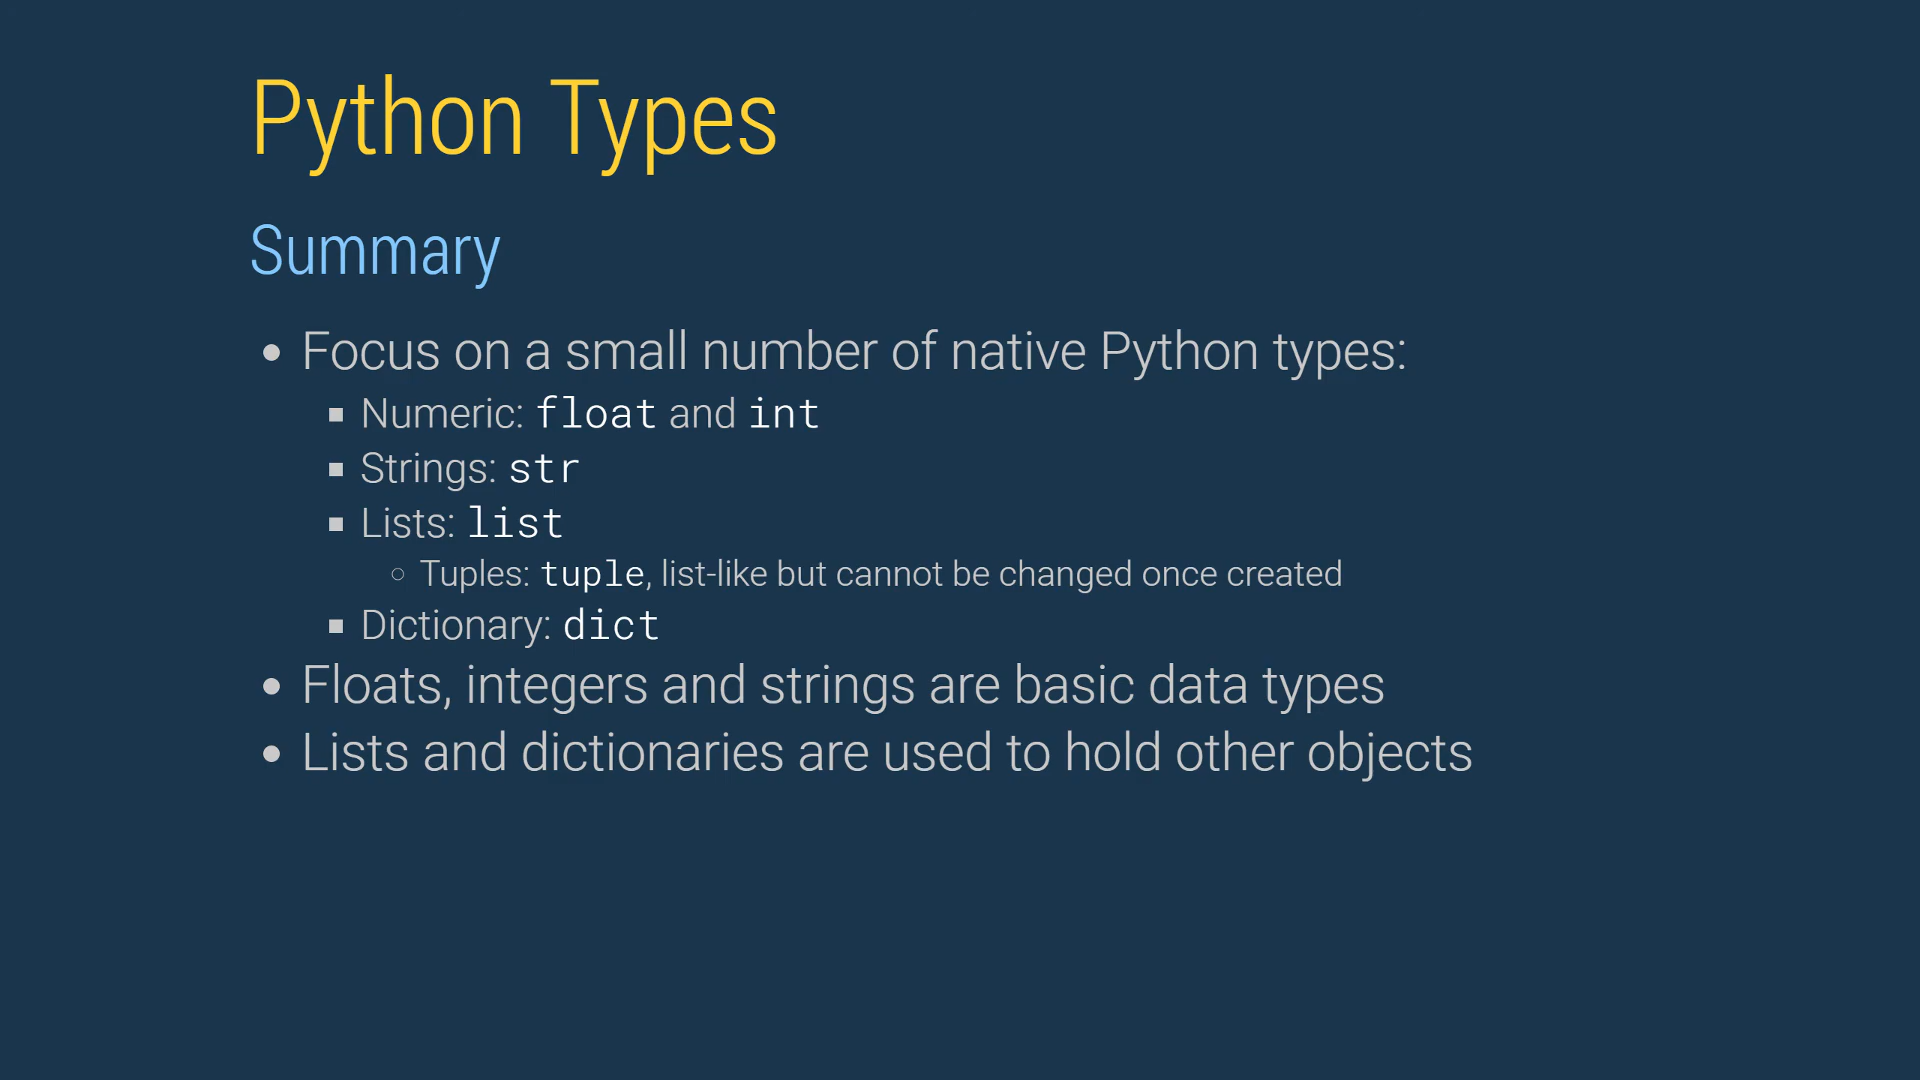 Python Types
Summary
Focus on a small number of native Python types:
Numeric: float and int
Strings: str
Lists: list
Tuples: tuple, list-like but cannot be changed once created
Dictionary: dict
Floats, integers and strings are basic data types
Lists and dictionaries are used to hold other objects